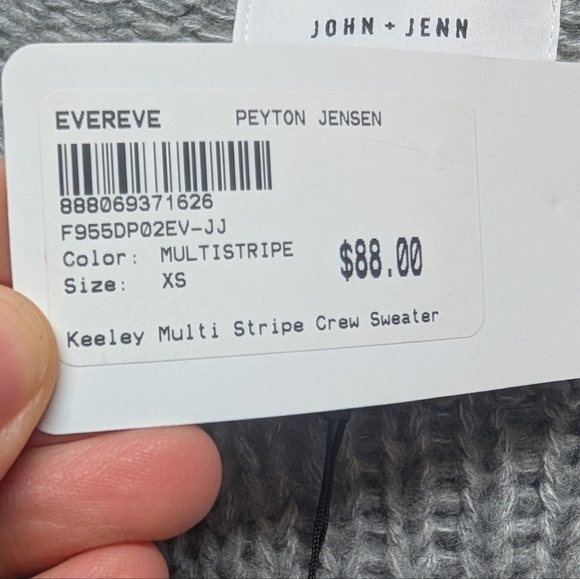 JOHN + JENN
EVEREVE PEYTON JENSEN
888069371626
F955DP02EV-JJ
Color: MULTISTRIPE
$88.00
Size: XS
Keeley Multi Stripe Crew Sweater